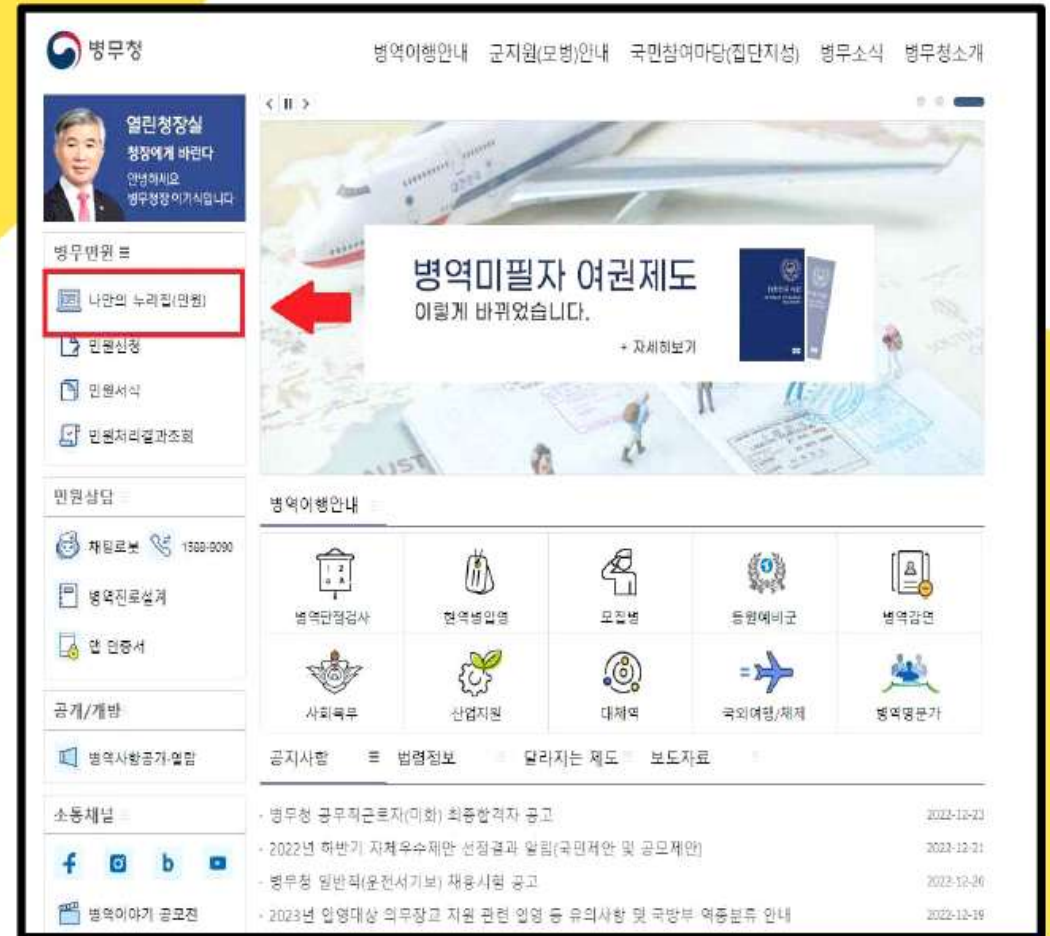 병무청
병역이행안내 군지원(모병)안내 국민참여마당(집단지성) 병무소식 병무청소개
열린청장실
청장에게 바란다
안녕하세요
병무청장 이기식입니다
병무민원
나만의 누리집(민원)
민원신청
민원서식
민원처리결과조회
민원상담
채팅로봇 1588-9090
병역진로설계
앱 인증서
공개/개방
병역사항공개·열람
소통채널
병역이야기 공모전
병역미필자 여권제도
이렇게 바뀌었습니다.
+ 자세히보기
병역이행안내
병역판정검사 현역병입영 모집병 동원예비군 병역감면
사회복무 산업지원 대체역 국외여행/체재 병역명문가
공지사항 법령정보 달라지는 제도 보도자료
· 병무청 공무직근로자(미화) 최종합격자 공고 2022-12-23
· 2022년 하반기 자체우수제안 선정결과 알림(국민제안 및 공모제안) 2022-12-21
· 병무청 일반직(운전서기보) 채용시험 공고 2022-12-20
· 2023년 입영대상 의무장교 지원 관련 입영 등 유의사항 및 국방부 역종분류 안내 2022-12-19